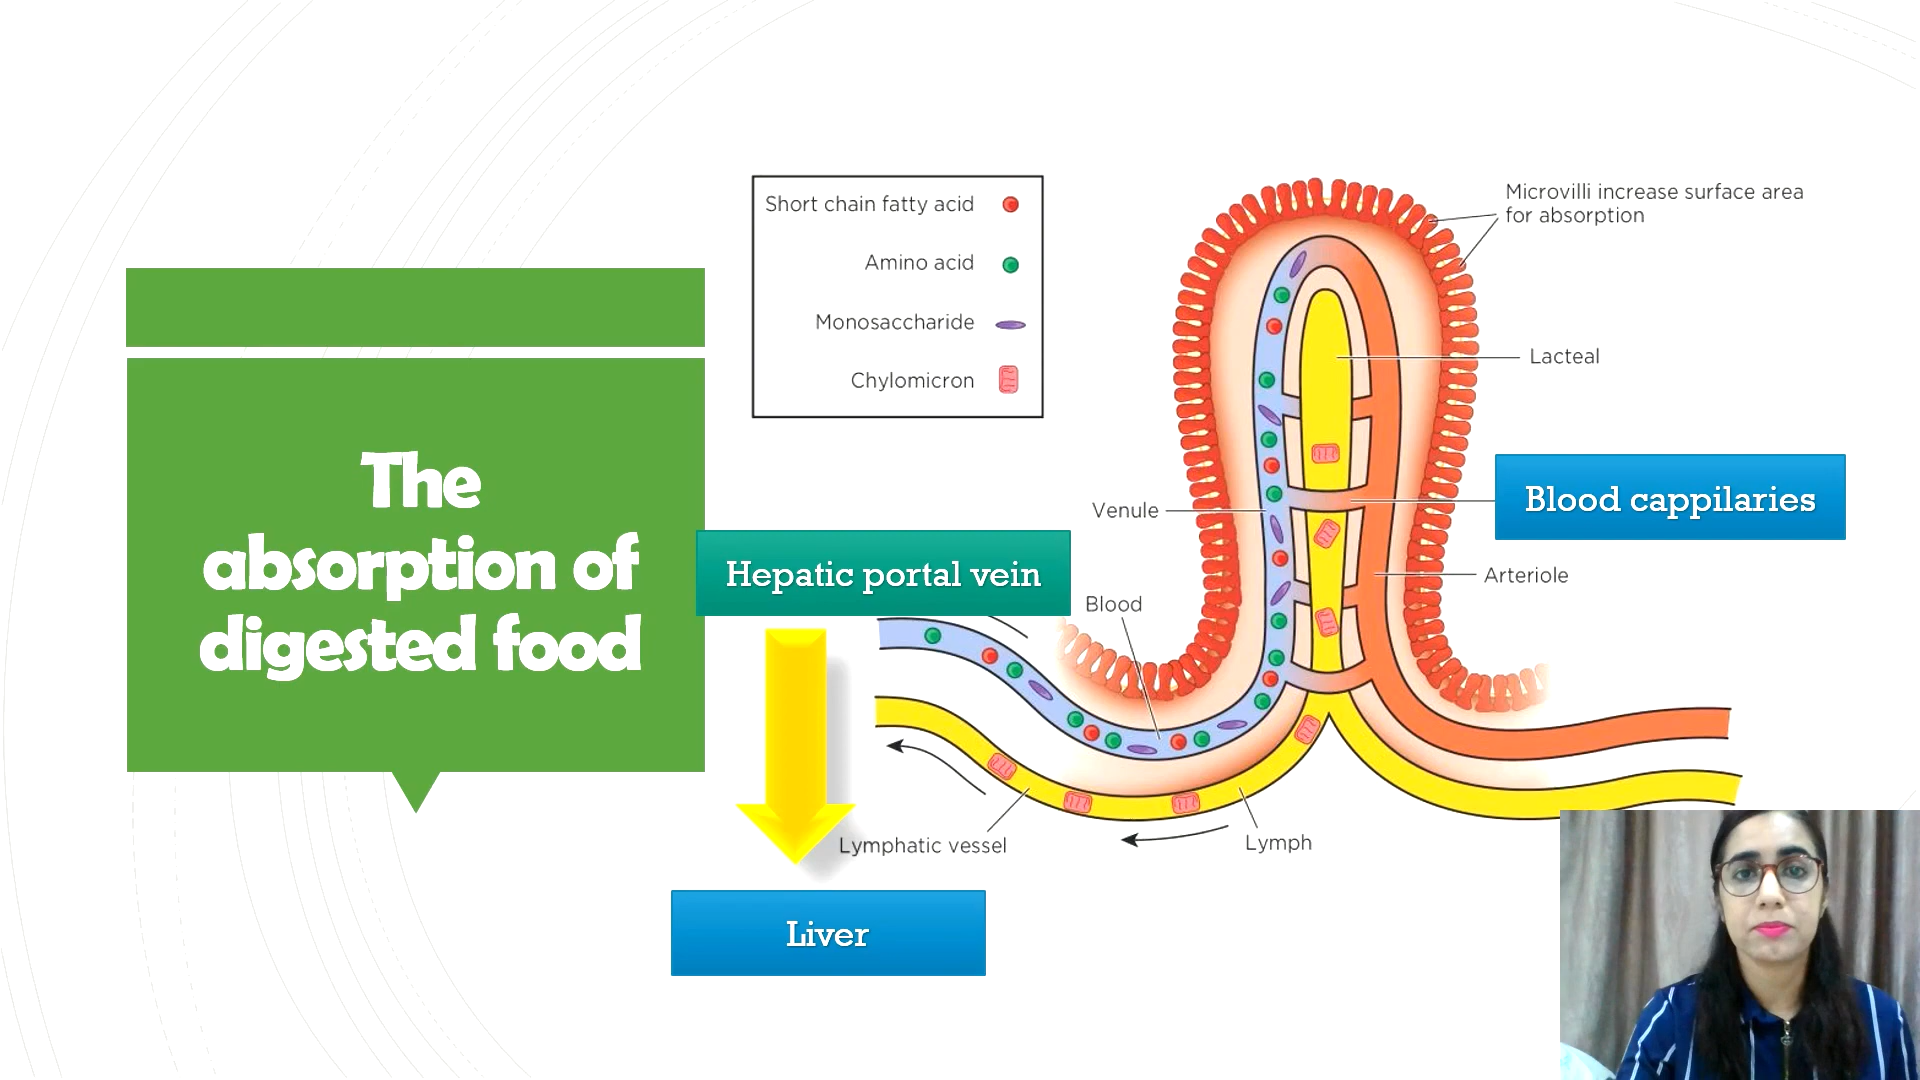 The
absorption of
digested food
Short chain fatty acid
Amino acid
Monosaccharide
Chylomicron
Microvilli increase surface area
for absorption
Lacteal
Blood cappilaries
Venule
Arteriole
Hepatic portal vein
Blood
Lymphatic vessel
Lymph
Liver